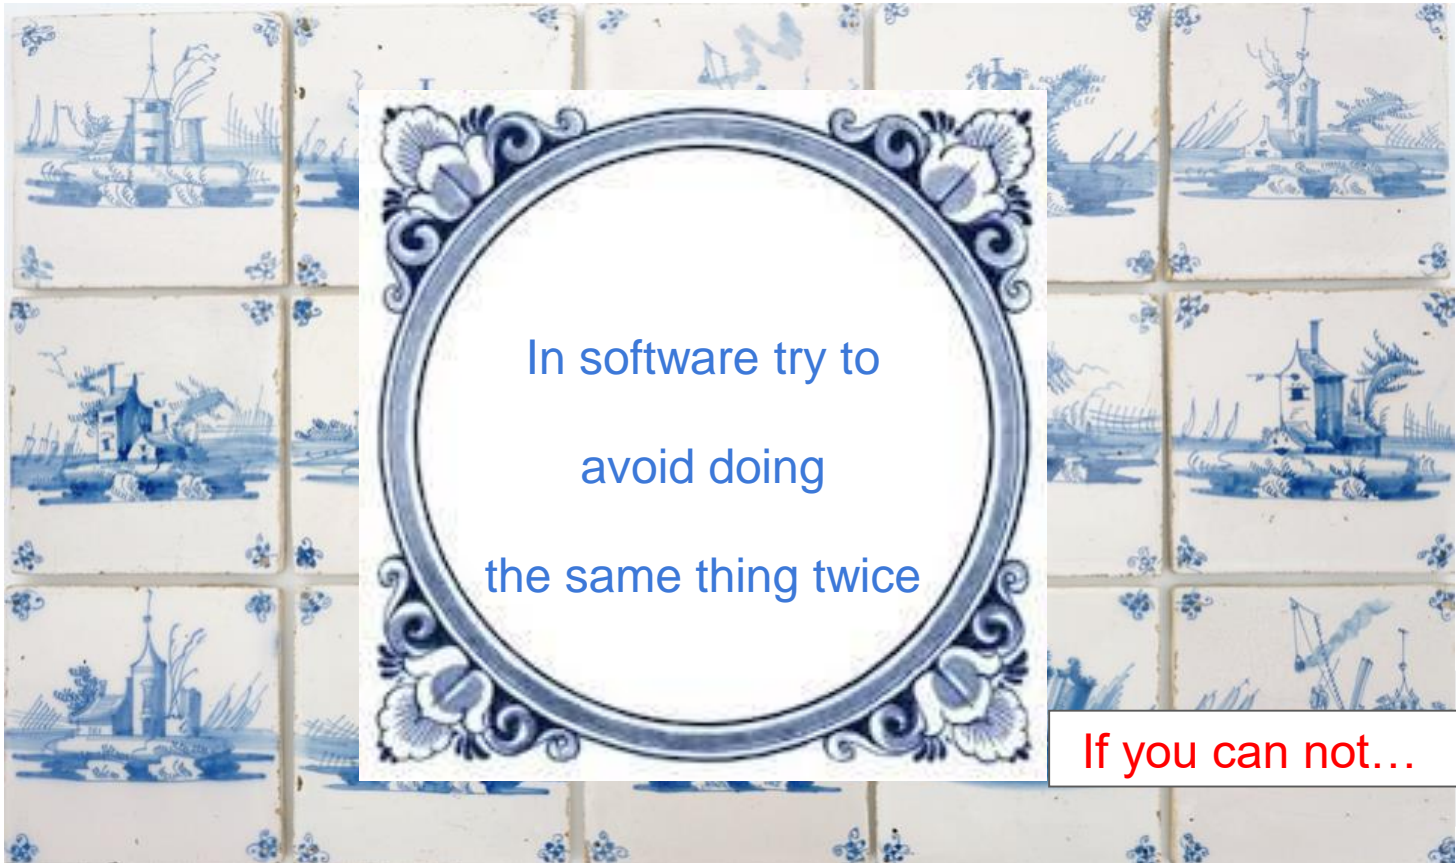 In software try to
avoid doing
the same thing twice
If you can not…